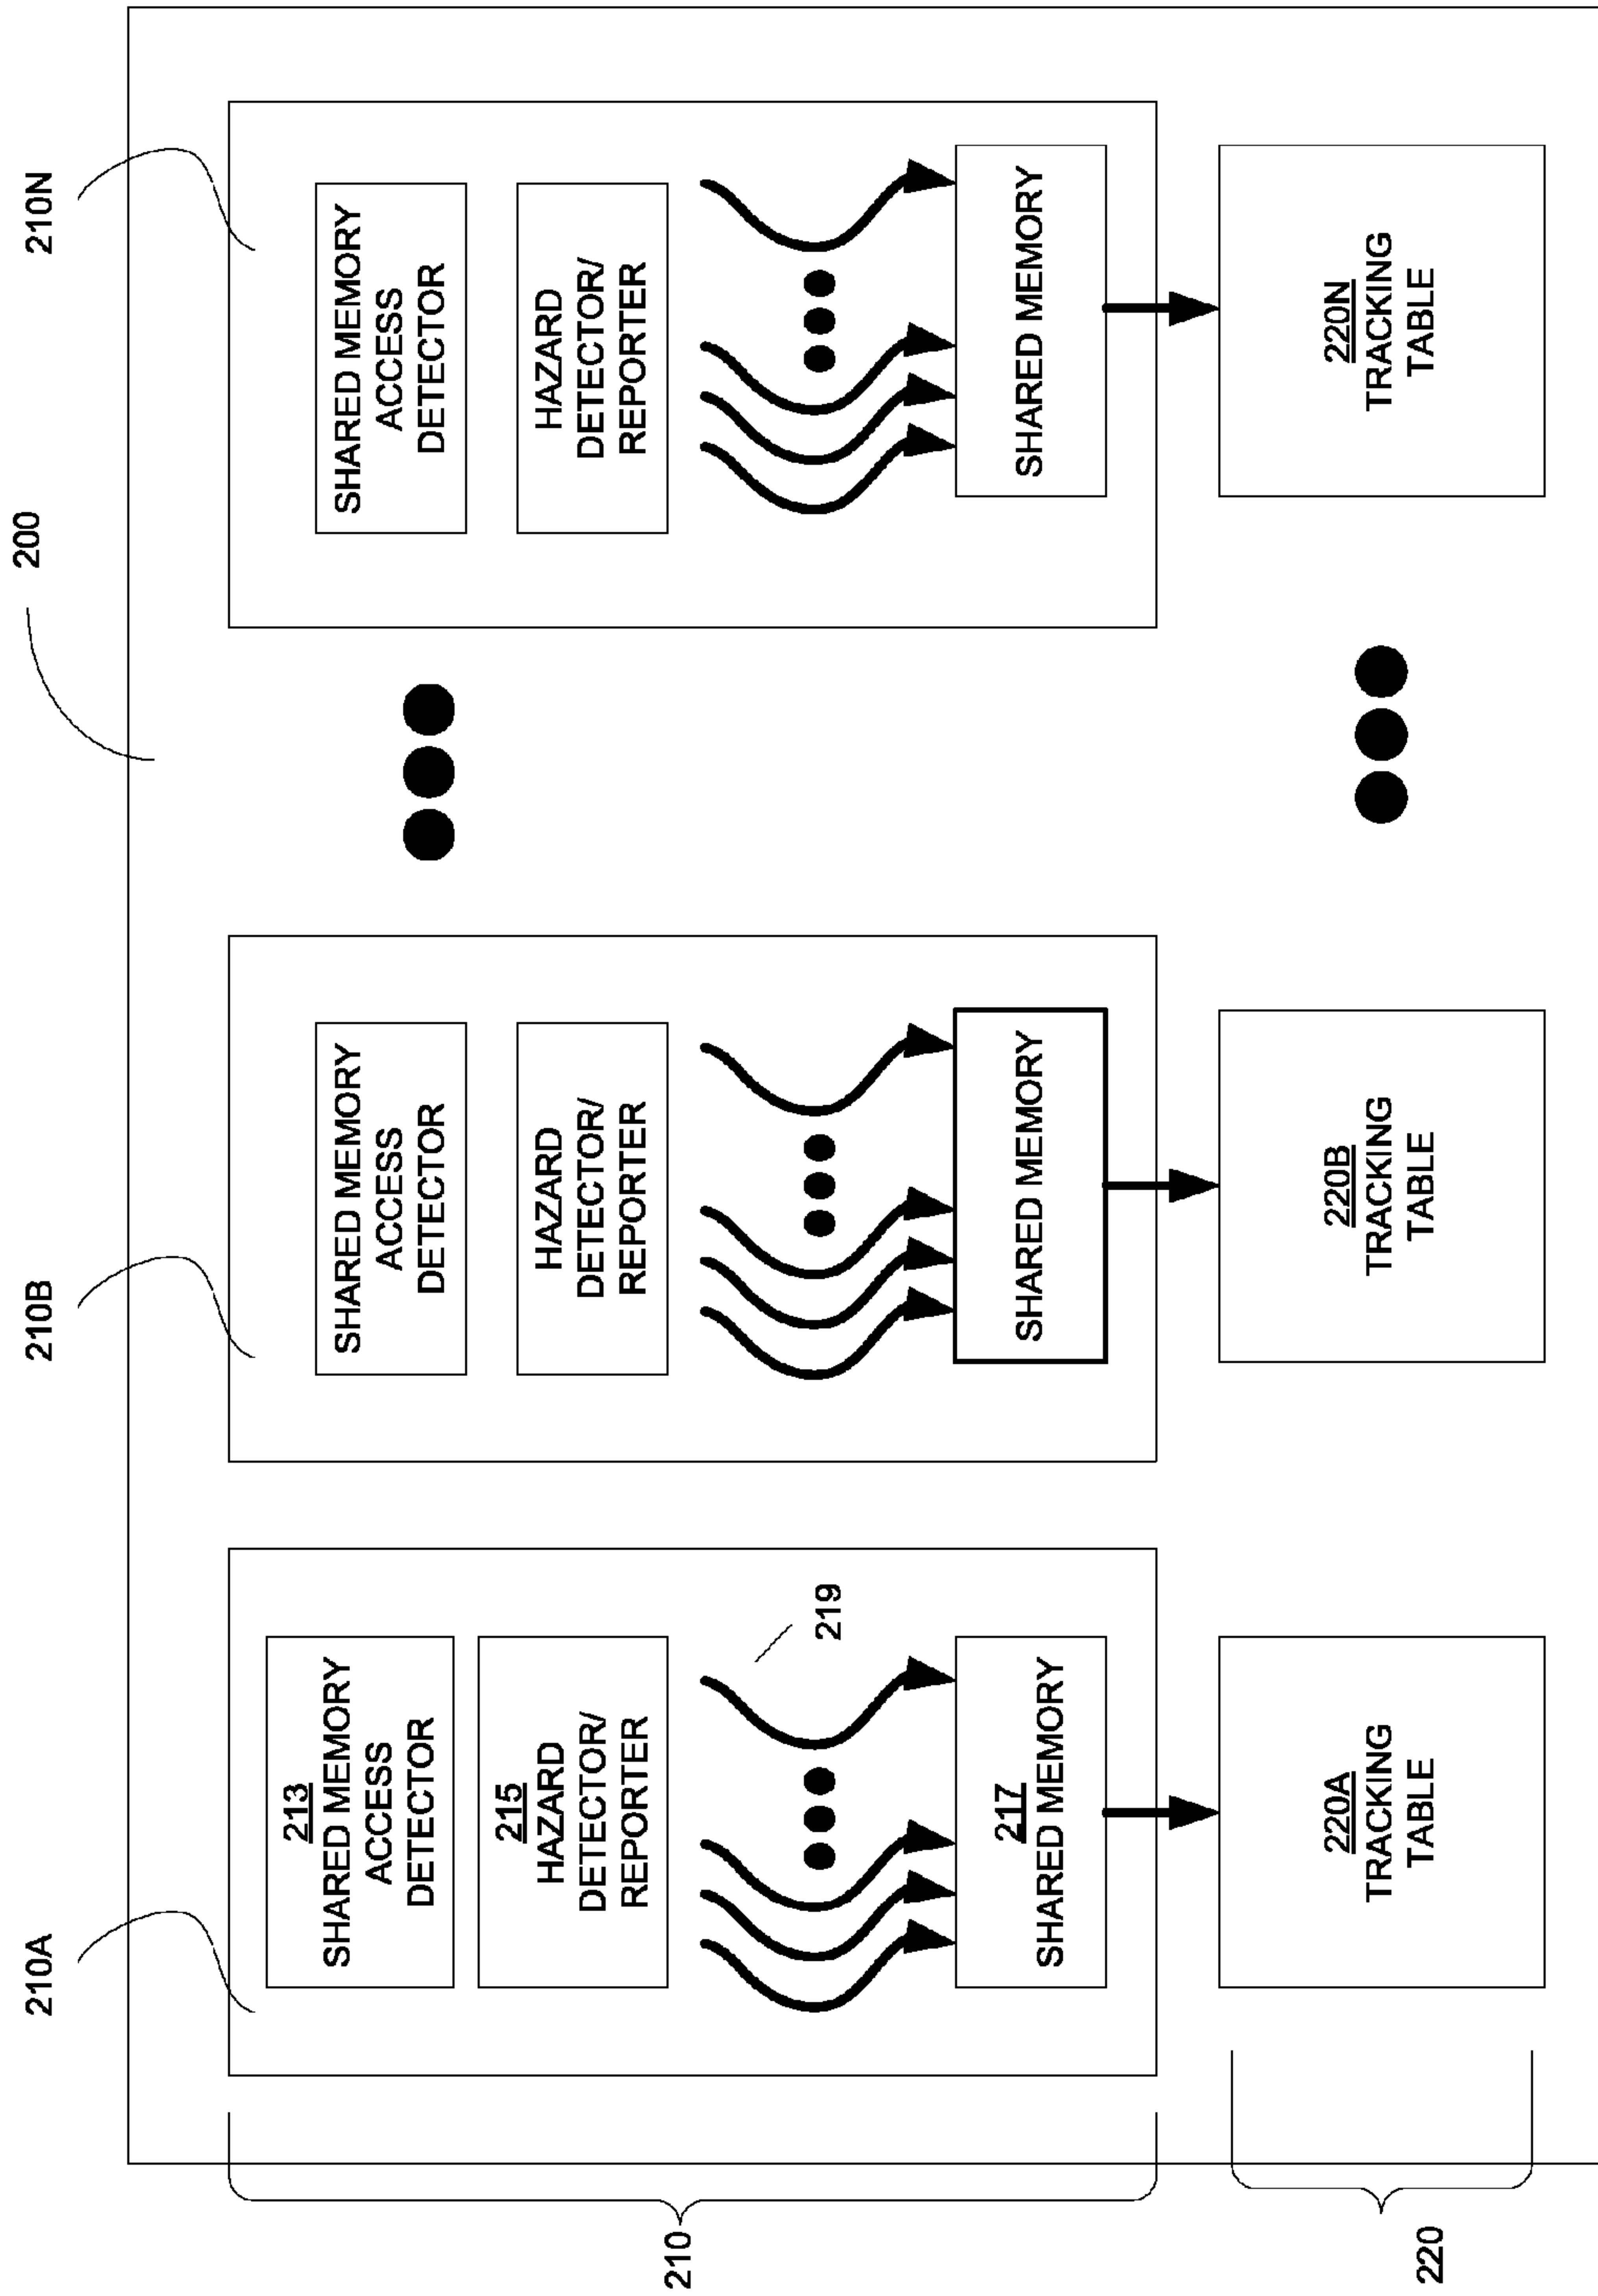 200
210A
210B
210N
213
SHARED MEMORY
ACCESS
DETECTOR
215
HAZARD
DETECTOR/
REPORTER
219
217
SHARED MEMORY
220A
TRACKING
TABLE
SHARED MEMORY
ACCESS
DETECTOR
HAZARD
DETECTOR/
REPORTER
SHARED MEMORY
220B
TRACKING
TABLE
SHARED MEMORY
ACCESS
DETECTOR
HAZARD
DETECTOR/
REPORTER
SHARED MEMORY
220N
TRACKING
TABLE
210
220